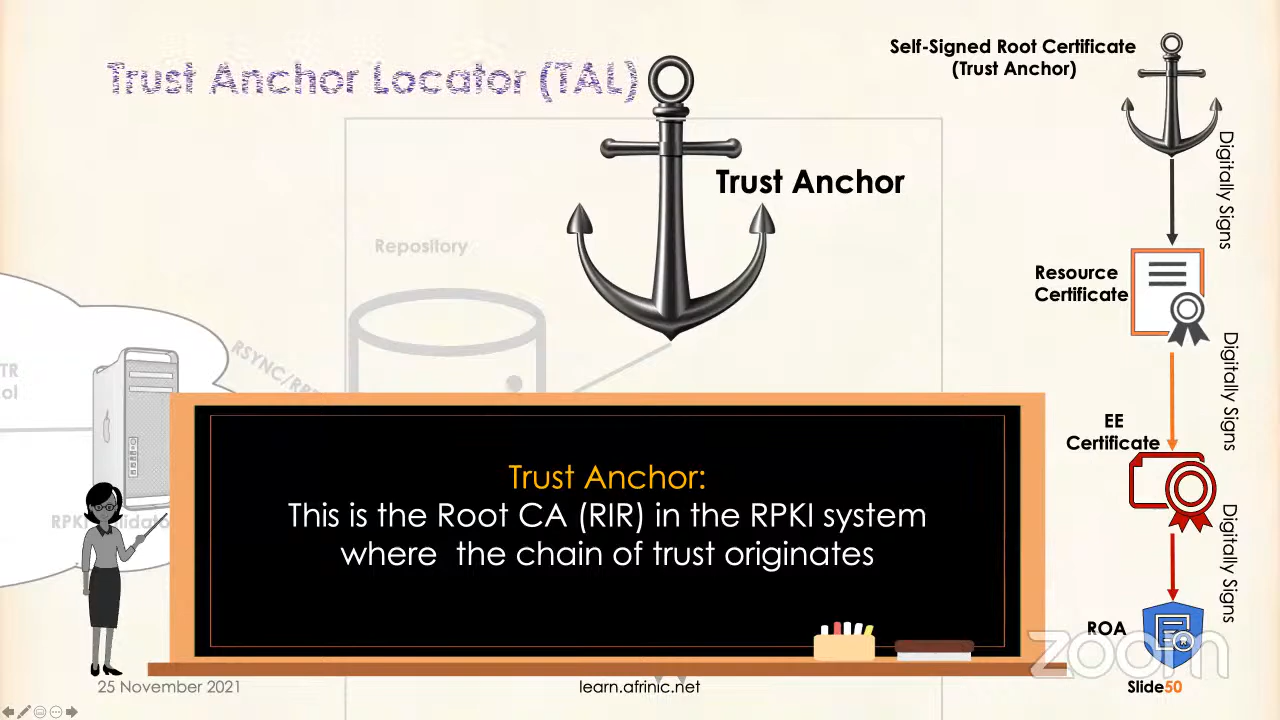 Trust Anchor Locator (TAL)
Self-Signed Root Certificate
(Trust Anchor)
Digitally Signs
Trust Anchor
Repository
Resource
Certificate
Digitally Signs
EE
Certificate
Digitally Signs
ROA
Trust Anchor:
This is the Root CA (RIR) in the RPKI system
where the chain of trust originates
25 November 2021
learn.afrinic.net
Slide50
zoom